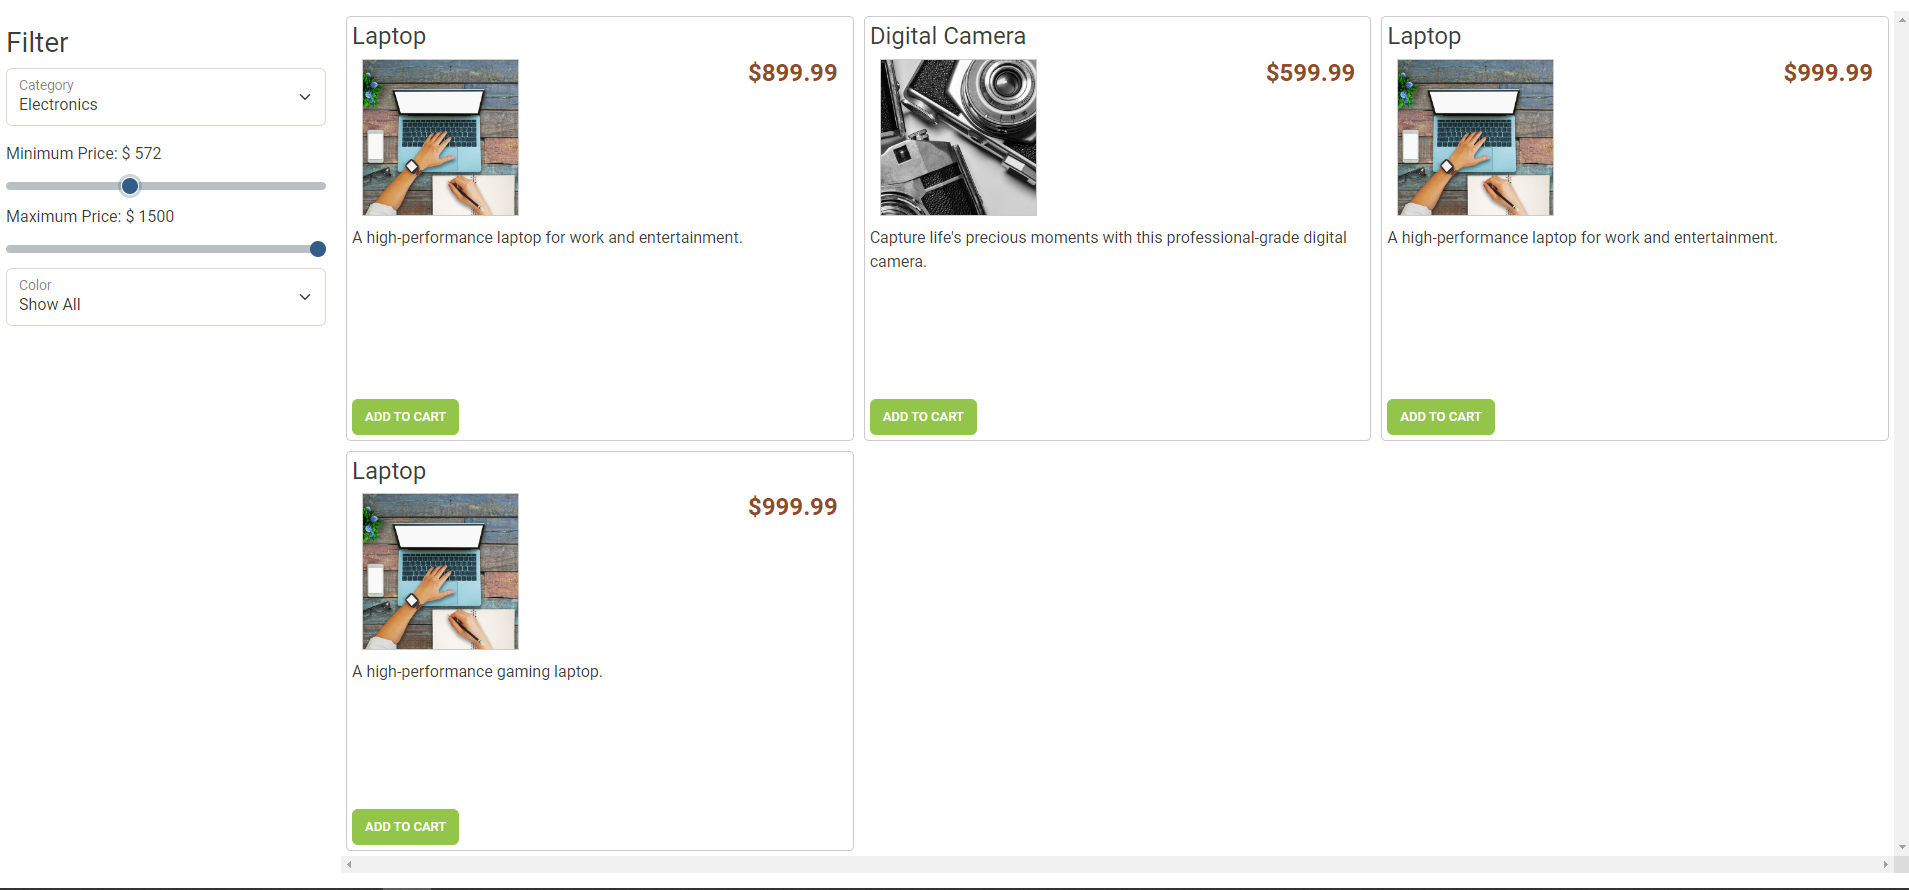 Filter
Category
Electronics
Minimum Price: $ 572
Maximum Price: $ 1500
Color
Show All
Laptop
$899.99
A high-performance laptop for work and entertainment.
ADD TO CART
Digital Camera
$599.99
Capture life's precious moments with this professional-grade digital
camera.
ADD TO CART
Laptop
$999.99
A high-performance laptop for work and entertainment.
ADD TO CART
Laptop
$999.99
A high-performance gaming laptop.
ADD TO CART